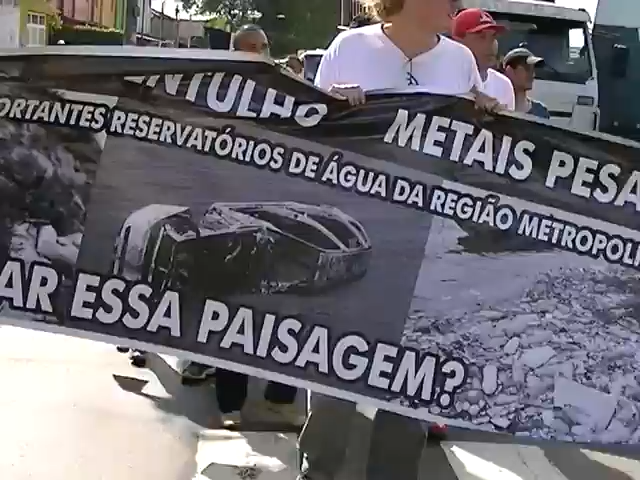 ENTULHO METAIS PESA
ORTANTES RESERVATÓRIOS DE ÁGUA DA REGIÃO METROPOLI
AR ESSA PAISAGEM?